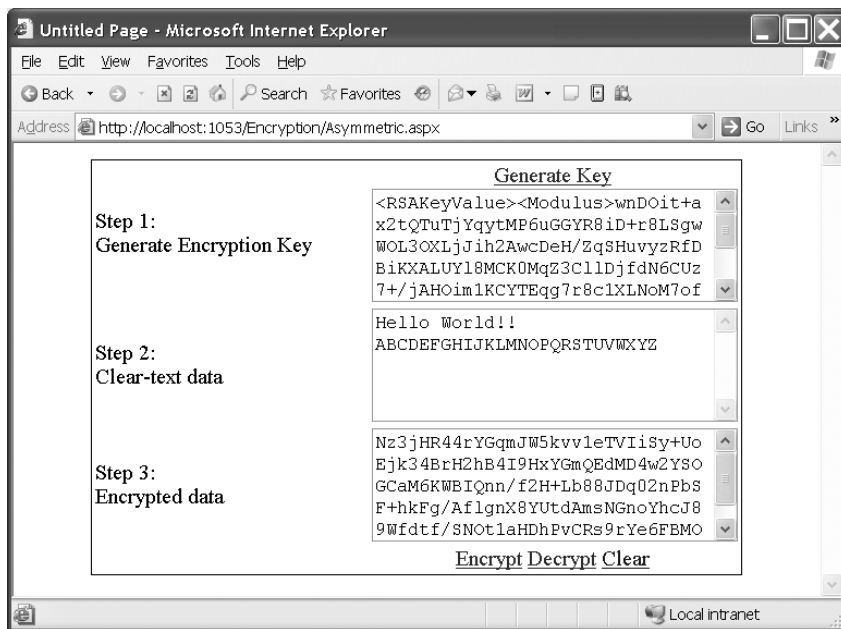 Untitled Page - Microsoft Internet Explorer
File Edit View Favorites Tools Help
Back Search Favorites
Address http://localhost:1053/Encryption/Asymmetric.aspx Go Links »
Generate Key
Step 1:
Generate Encryption Key
<RSAKeyValue><Modulus>wnDOit+a
x2tQTuTjYqytMP6uGGYR8iD+r8LSgw
WOL3OXLjJih2AwcDeH/ZqSHuvyzRfD
BiKXALUYl8MCK0MqZ3CllDjfdN6CUz
7+/jAHOim1KCYTEqg7r8c1XLNoM7of
Step 2:
Clear-text data
Hello World!!
ABCDEFGHIJKLMNOPQRSTUVWXYZ
Step 3:
Encrypted data
Nz3jHR44rYGqmJW5kvv1eTVIiSy+Uo
Ejk34BrH2hB4I9HxYGmQEdMD4w2YSO
GCaM6KWBIQnn/f2H+Lb88JDq02nPbS
F+hkFg/AflgnX8YUtdAmsNGnoYhcJ8
9Wfdtf/SNOt1aHDhPvCRs9rYe6FBMO
Encrypt Decrypt Clear
Local intranet